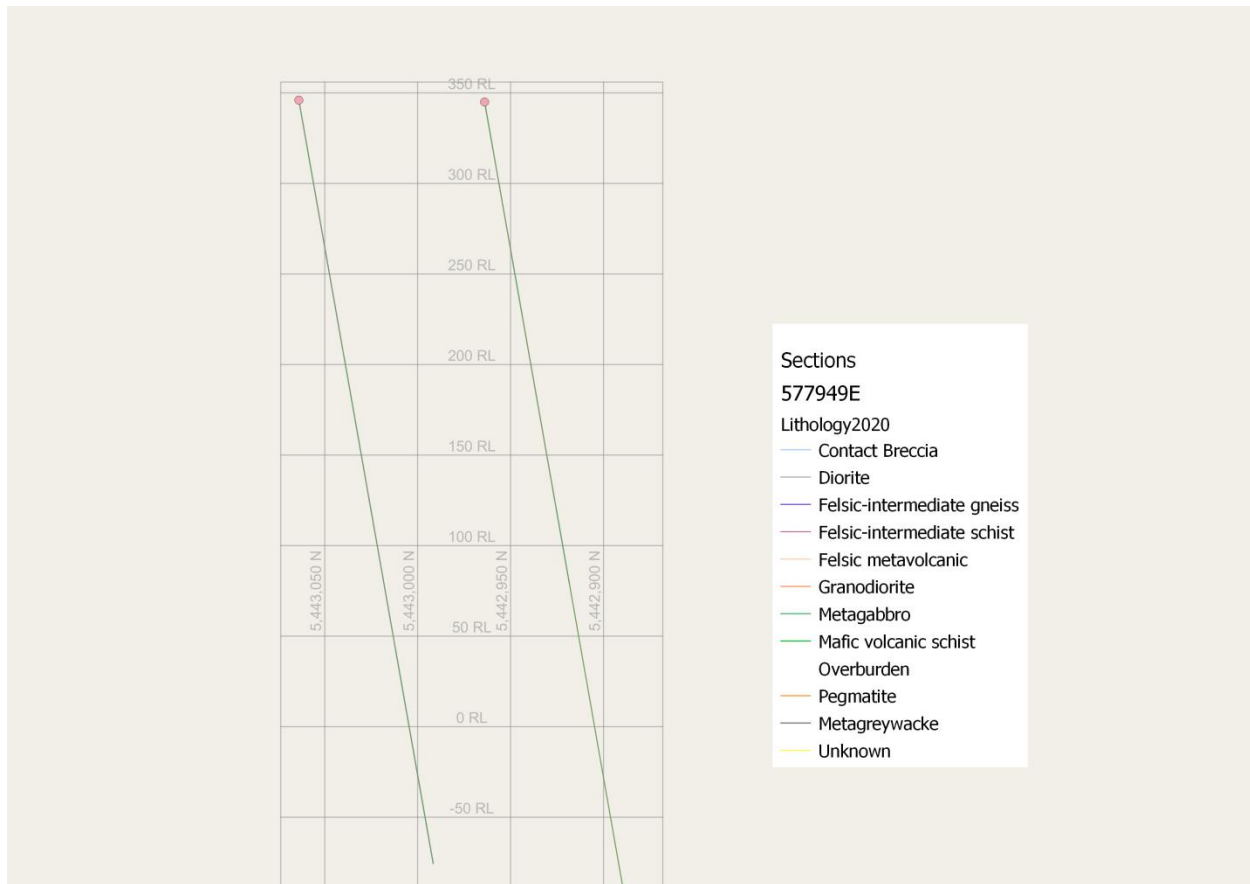 350 RL
300 RL
250 RL
200 RL
150 RL
100 RL
5,443,050 N
5,443,000 N
5,442,950 N
5,442,900 N
50 RL
0 RL
-50 RL
Sections
577949E
Lithology2020
Contact Breccia
Diorite
Felsic-intermediate gneiss
Felsic-intermediate schist
Felsic metavolcanic
Granodiorite
Metagabbro
Mafic volcanic schist
Overburden
Pegmatite
Metagreywacke
Unknown